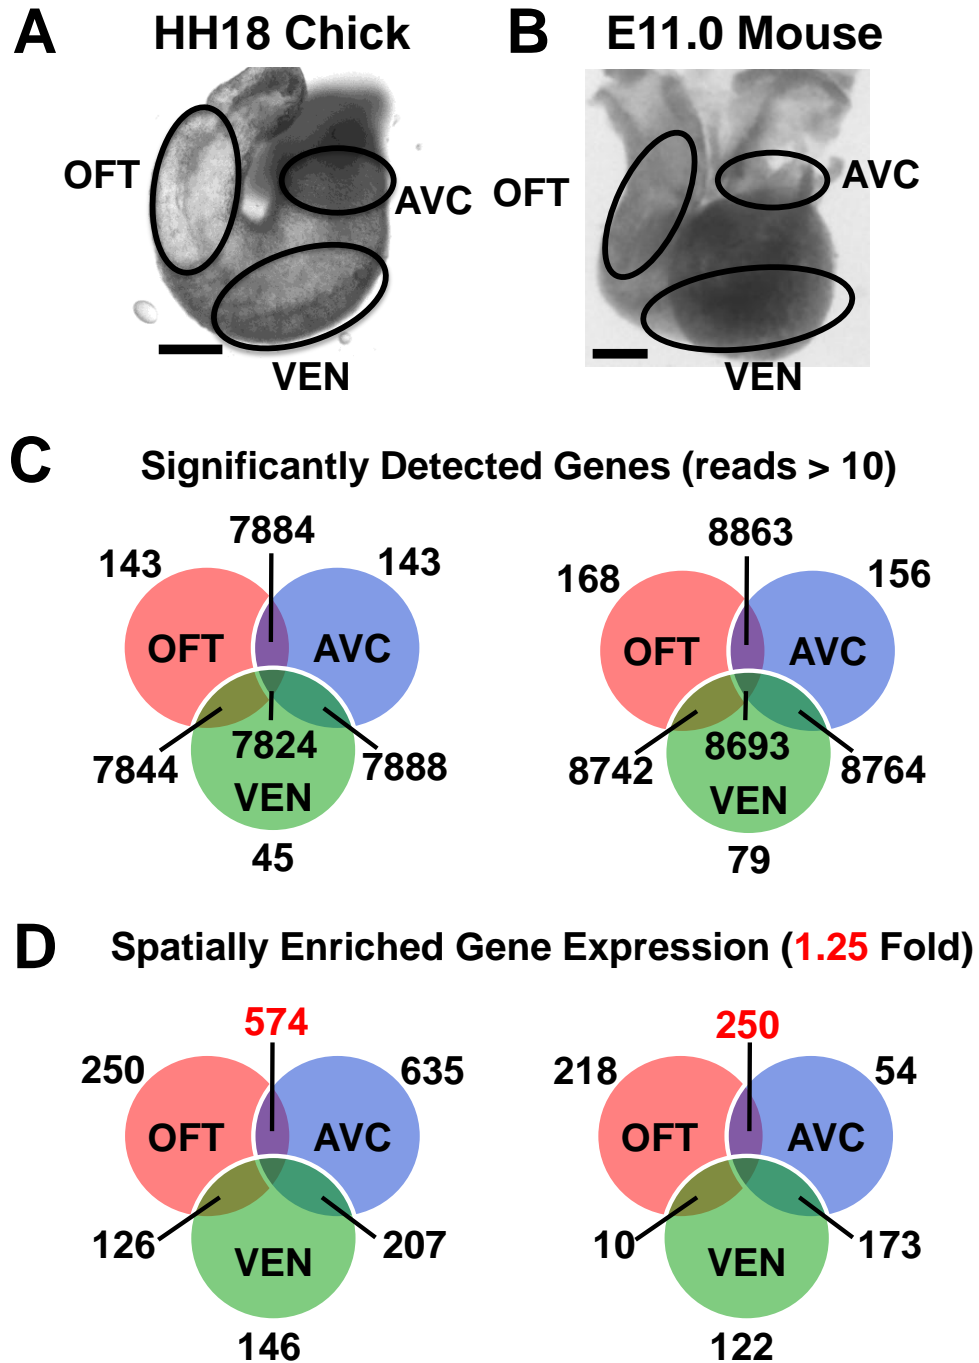 A HH18 Chick B E11.0 Mouse
OFT AVC OFT AVC
VEN VEN
C Significantly Detected Genes (reads > 10)
7884 8863
143 143 168 156
OFT AVC OFT AVC
7844 7824 7888 8742 8693 8764
VEN VEN
45 79
D Spatially Enriched Gene Expression (1.25 Fold)
574 250
250 635 218 54
OFT AVC OFT AVC
126 VEN 207 10 VEN 173
146 122